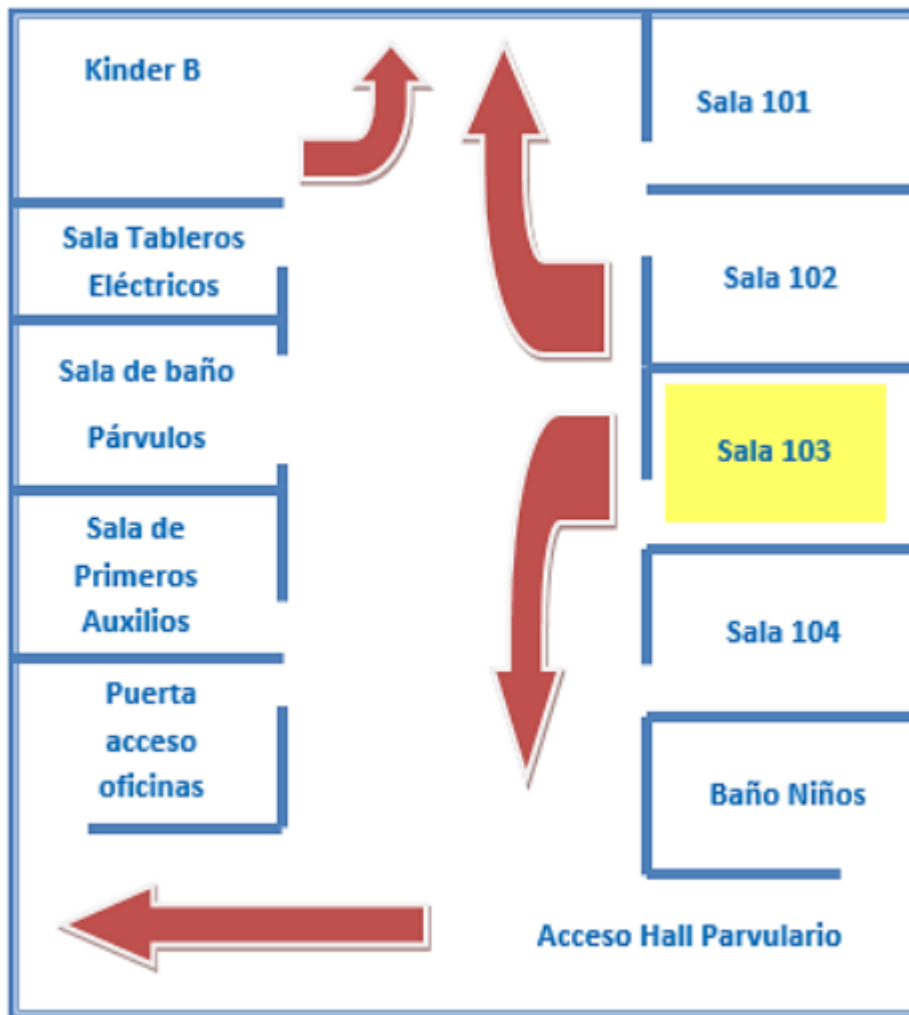 Kinder B
Sala Tableros
Eléctricos
Sala de baño
Párvulos
Sala de
Primeros
Auxilios
Puerta
acceso
oficinas
Sala 101
Sala 102
Sala 103
Sala 104
Baño Niños
Acceso Hall Parvulario